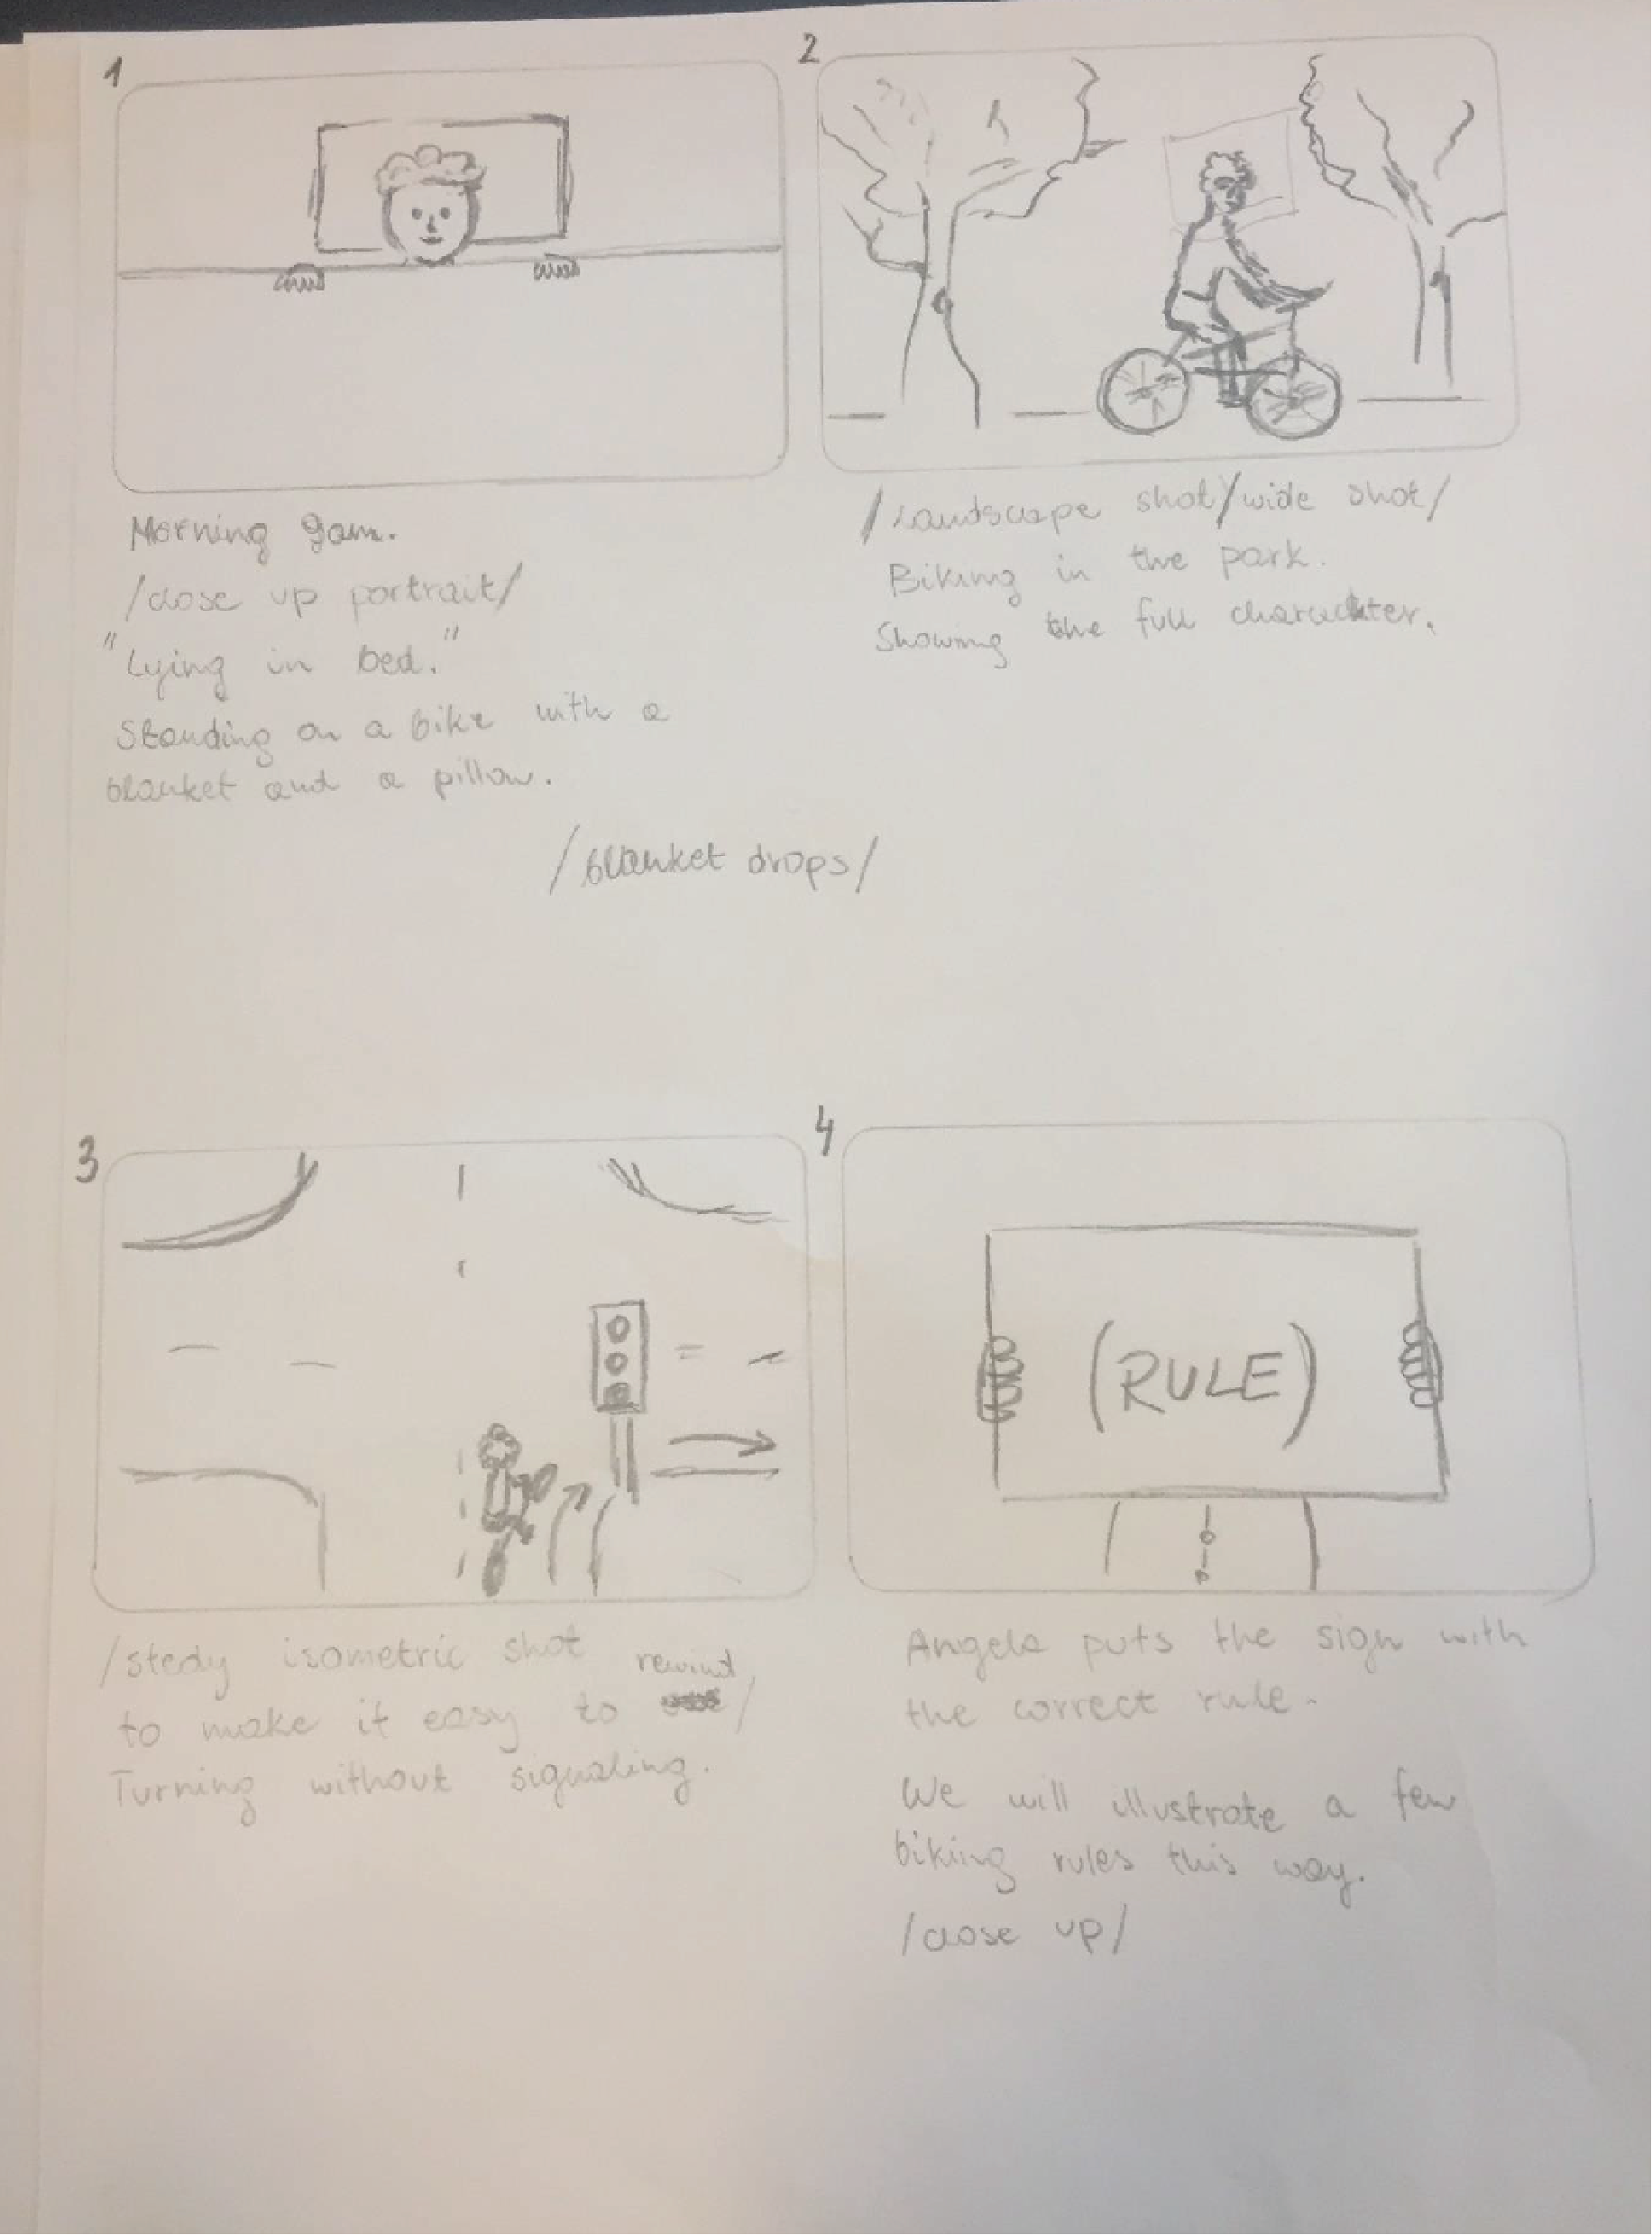 1
Morning 9am.
/close up portrait/
"Lying in bed."
Standing on a bike with a
blanket and a pillow.
2
/Landscape shot/wide shot/
Biking in the park.
Showing the full charackter.
/blanket drops/
3
/stedy isometric shot
to make it easy to rewind/
Turning without signaling.
4
(RULE)
Angela puts the sign with
the correct rule.
We will illustrate a few
biking rules this way.
/close up/